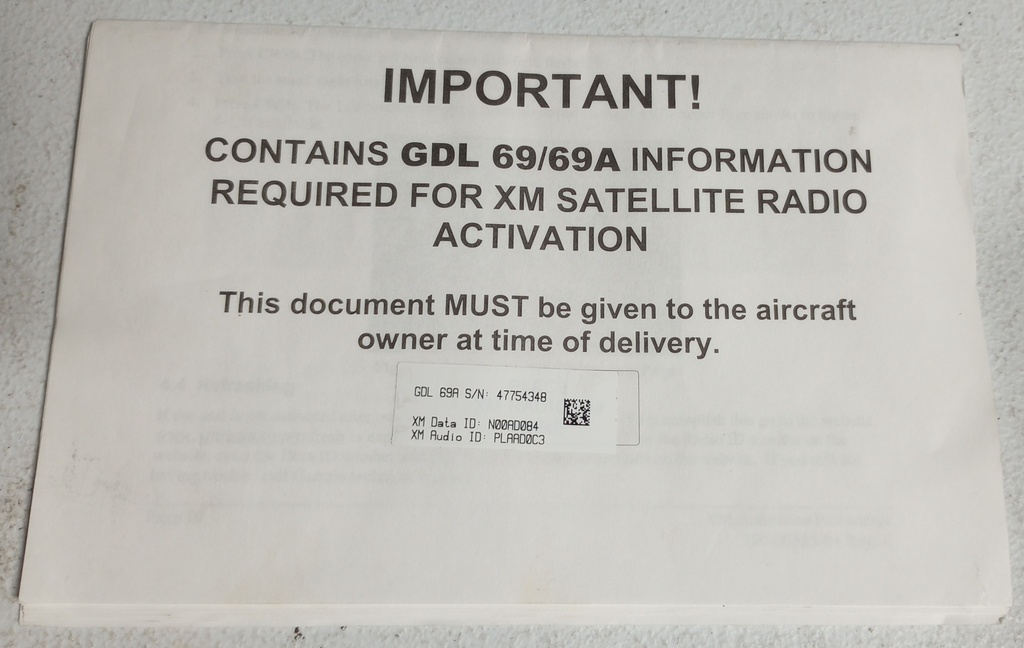 IMPORTANT!
CONTAINS GDL 69/69A INFORMATION
REQUIRED FOR XM SATELLITE RADIO
ACTIVATION
This document MUST be given to the aircraft
owner at time of delivery.
GDL 69A S/N: 47754348
XM Data ID: N00AD084
XM Audio ID: PLAAD0C3